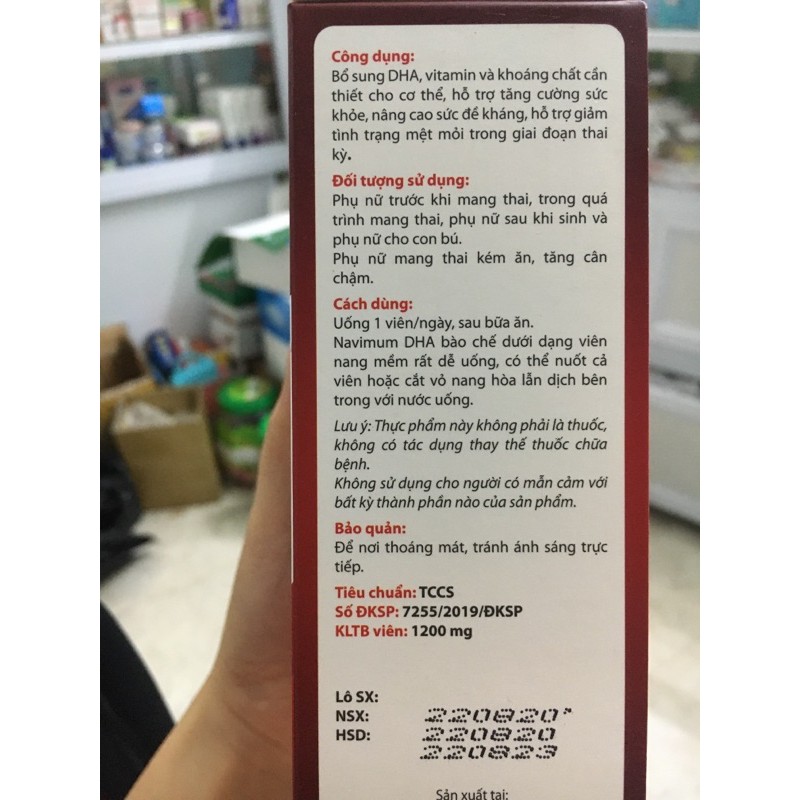 Công dụng:
Bổ sung DHA, vitamin và khoáng chất cần
thiết cho cơ thể, hỗ trợ tăng cường sức
khỏe, nâng cao sức đề kháng, hỗ trợ giảm
tình trạng mệt mỏi trong giai đoạn thai
kỳ.
Đối tượng sử dụng:
Phụ nữ trước khi mang thai, trong quá
trình mang thai, phụ nữ sau khi sinh và
phụ nữ cho con bú.
Phụ nữ mang thai kém ăn, tăng cân
chậm.
Cách dùng:
Uống 1 viên/ngày, sau bữa ăn.
Navimum DHA bào chế dưới dạng viên
nang mềm rất dễ uống, có thể nuốt cả
viên hoặc cắt vỏ nang hòa lẫn dịch bên
trong với nước uống.
Lưu ý: Thực phẩm này không phải là thuốc,
không có tác dụng thay thế thuốc chữa
bệnh.
Không sử dụng cho người có mẫn cảm với
bất kỳ thành phần nào của sản phẩm.
Bảo quản:
Để nơi thoáng mát, tránh ánh sáng trực
tiếp.
Tiêu chuẩn: TCCS
Số ĐKSP: 7255/2019/ĐKSP
KLTB viên: 1200 mg
Lô SX: 220820
NSX: 220820
HSD: 220823
Sản xuất tại: